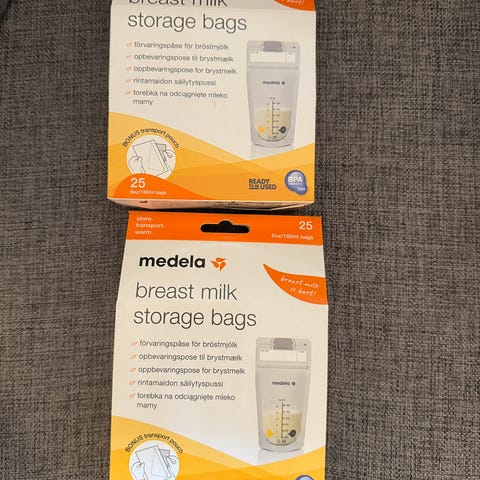 breast milk
is best!
storage bags
förvaringspåse för bröstmjölk
opbevaringspose til brystmælk
oppbevaringspose for brystmelk
rintamaidon säilytyspussi
torebka na odciągnięte mleko
mamy
medela
BONUS transport pouch
25
6oz/180ml bags
READY
TO BE
USED
BPA
free
store.
transport.
warm.
25
6oz/180ml bags
medela
breast milk
is best!
breast milk
storage bags
förvaringspåse för bröstmjölk
opbevaringspose til brystmælk
oppbevaringspose for brystmelk
rintamaidon säilytyspussi
torebka na odciągnięte mleko
mamy
medela
BONUS transport pouch